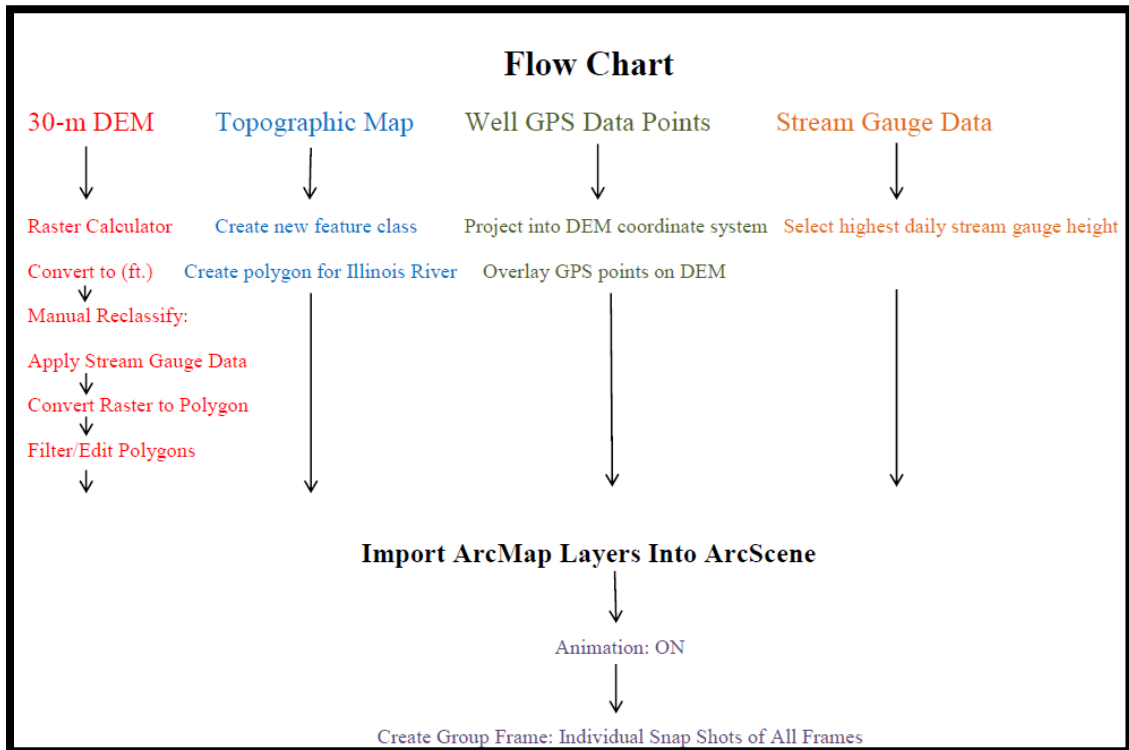 Flow Chart
30-m DEM
Topographic Map
Well GPS Data Points
Stream Gauge Data
Raster Calculator
Create new feature class
Project into DEM coordinate system
Select highest daily stream gauge height
Convert to (ft.)
Create polygon for Illinois River
Overlay GPS points on DEM
Manual Reclassify:
Apply Stream Gauge Data
Convert Raster to Polygon
Filter/Edit Polygons
Import ArcMap Layers Into ArcScene
Animation: ON
Create Group Frame: Individual Snap Shots of All Frames